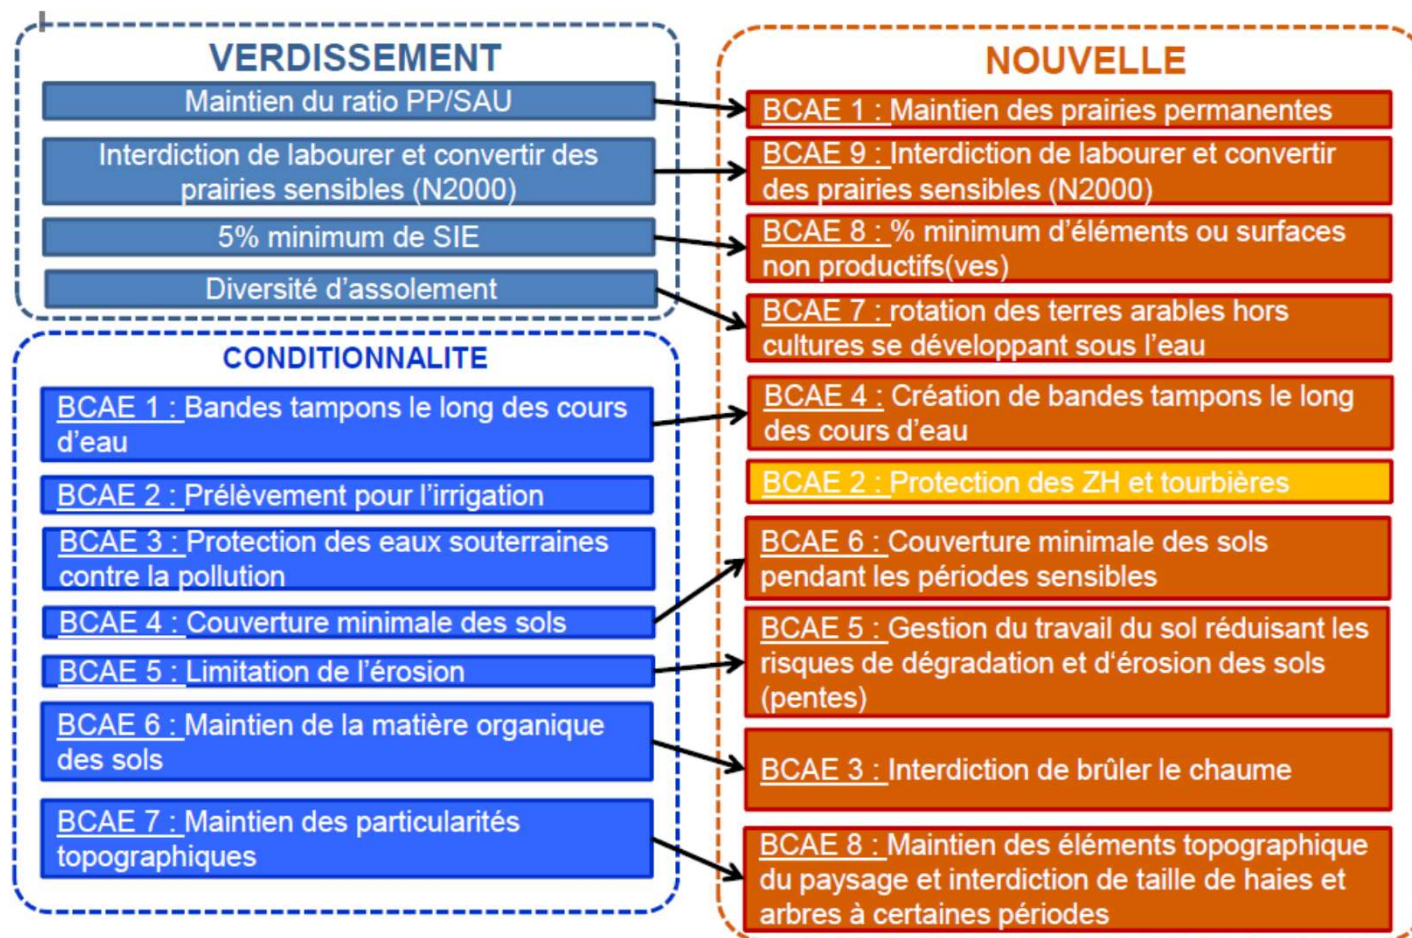 VERDISSEMENT
Maintien du ratio PP/SAU
Interdiction de labourer et convertir des
prairies sensibles (N2000)
5% minimum de SIE
Diversité d'assolement
CONDITIONNALITE
BCAE 1 : Bandes tampons le long des cours
d'eau
BCAE 2 : Prélèvement pour l'irrigation
BCAE 3 : Protection des eaux souterraines
contre la pollution
BCAE 4 : Couverture minimale des sols
BCAE 5 : Limitation de l'érosion
BCAE 6 : Maintien de la matière organique
des sols
BCAE 7 : Maintien des particularités
topographiques
NOUVELLE
BCAE 1 : Maintien des prairies permanentes
BCAE 9 : Interdiction de labourer et convertir
des prairies sensibles (N2000)
BCAE 8 : % minimum d'éléments ou surfaces
non productifs(ves)
BCAE 7 : rotation des terres arables hors
cultures se développant sous l'eau
BCAE 4 : Création de bandes tampons le long
des cours d'eau
BCAE 2 : Protection des ZH et tourbières
BCAE 6 : Couverture minimale des sols
pendant les périodes sensibles
BCAE 5 : Gestion du travail du sol réduisant les
risques de dégradation et d'érosion des sols
(pentes)
BCAE 3 : Interdiction de brûler le chaume
BCAE 8 : Maintien des éléments topographique
du paysage et interdiction de taille de haies et
arbres à certaines périodes